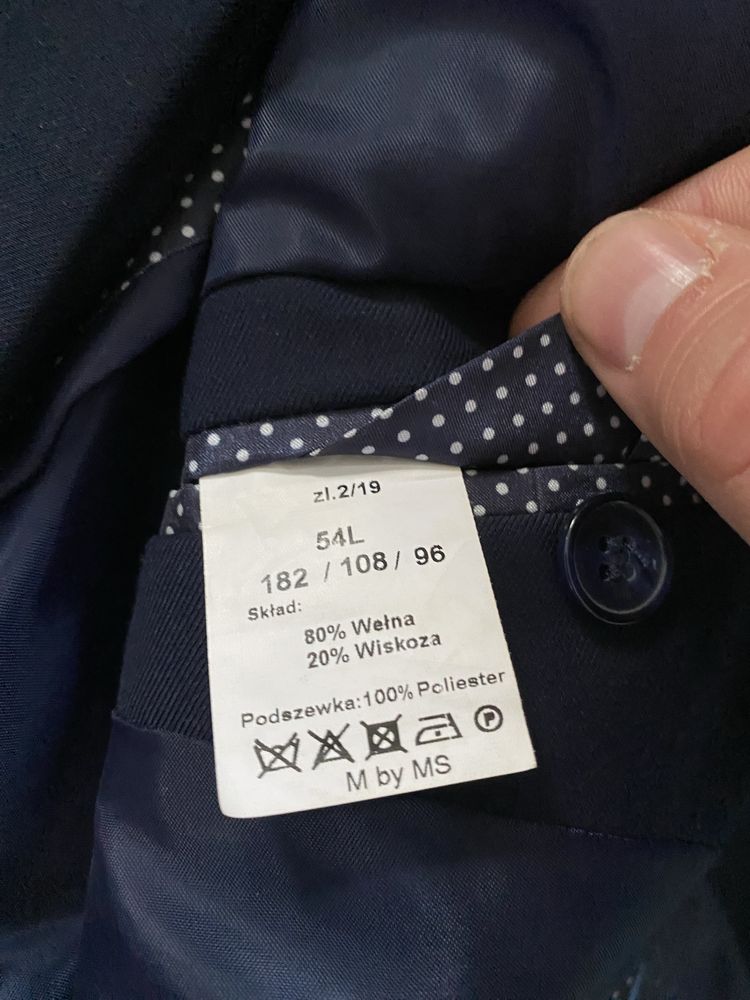 zl.2/19
54L
182 / 108 / 96
Skład:
80% Wełna
20% Wiskoza
Podszewka:100% Poliester
P
M by MS